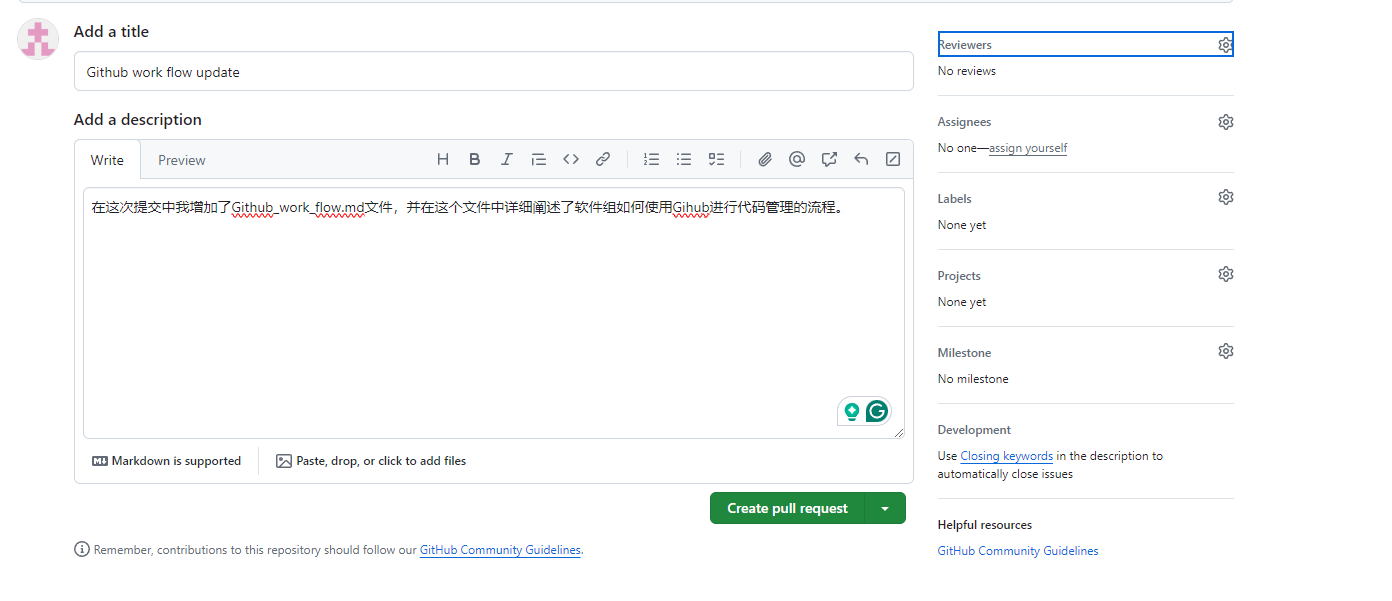 Add a title
Github work flow update
Add a description
Write Preview
在这次提交中我增加了Github_work_flow.md文件，并在这个文件中详细阐述了软件组如何使用Gihub进行代码管理的流程。
Markdown is supported Paste, drop, or click to add files
Create pull request
Remember, contributions to this repository should follow our GitHub Community Guidelines.
Reviewers
No reviews
Assignees
No one—assign yourself
Labels
None yet
Projects
None yet
Milestone
No milestone
Development
Use Closing keywords in the description to
automatically close issues
Helpful resources
GitHub Community Guidelines